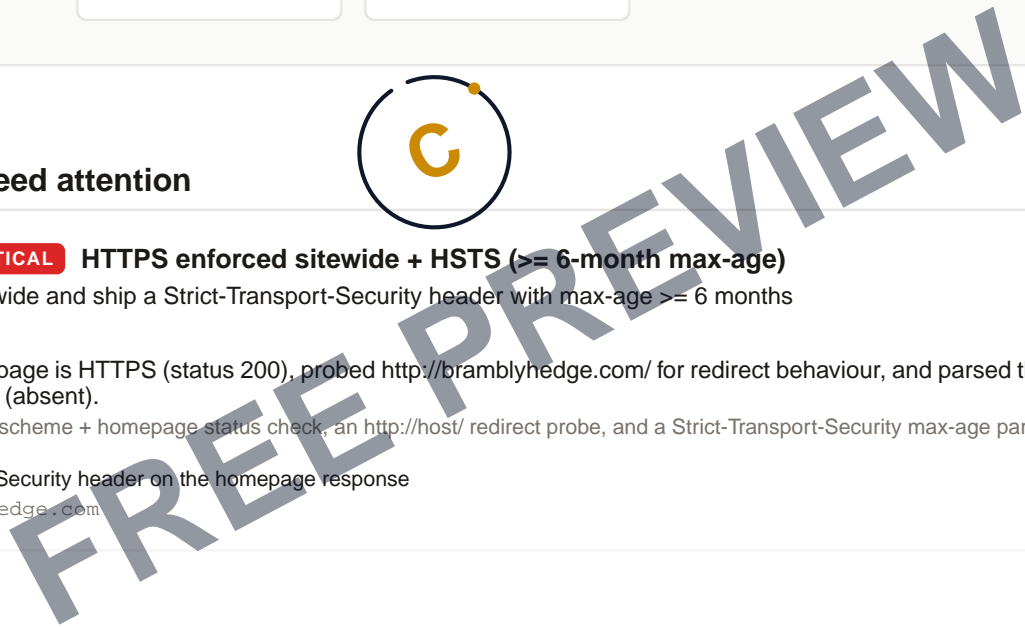 C
eed attention
TICAL HTTPS enforced sitewide + HSTS (>= 6-month max-age)
wide and ship a Strict-Transport-Security header with max-age >= 6 months
page is HTTPS (status 200), probed http://bramblyhedge.com/ for redirect behaviour, and parsed t
(absent).
scheme + homepage status check, an http://host/ redirect probe, and a Strict-Transport-Security max-age par
Security header on the homepage response
edge.com
FREE PREVIEW